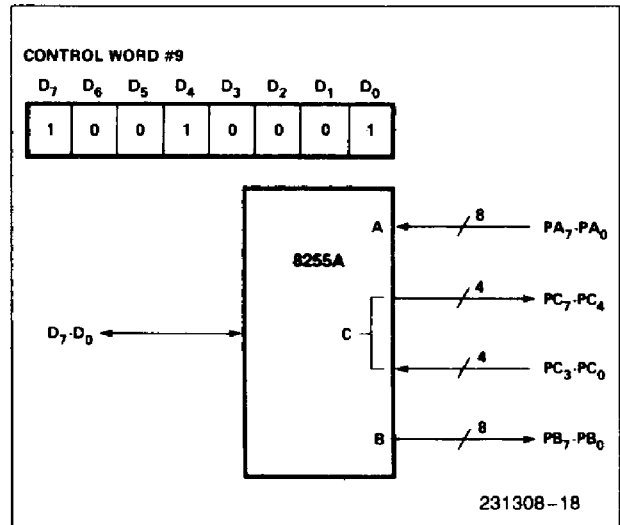 CONTROL WORD #9
D7 D6 D5 D4 D3 D2 D1 D0
1 0 0 1 0 0 0 1
A 8 PA7-PA0
8255A
4 PC7-PC4
D7-D0 C
4 PC3-PC0
B 8 PB7-PB0
231308-18